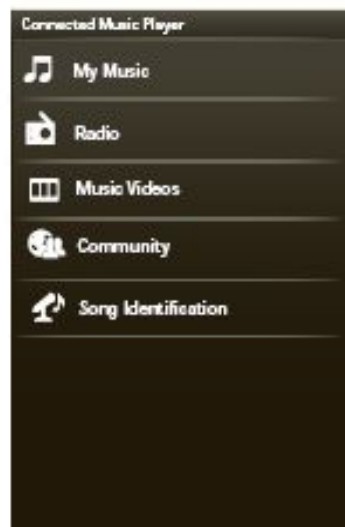 Connected Music Player
My Music
Radio
Music Videos
Community
Song Identification